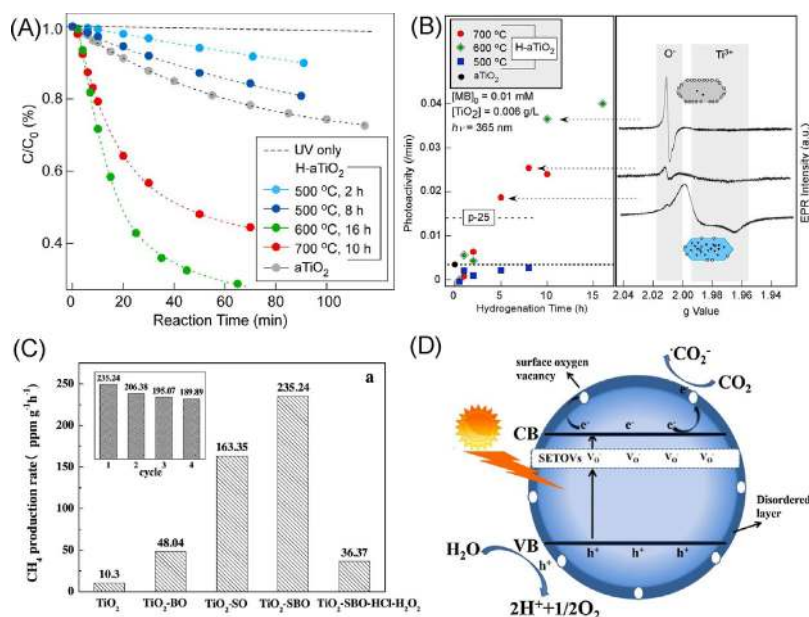 (A)
C/C0 (%)
1.0
0.8
0.6
0.4
UV only
H-aTiO2
500 °C, 2 h
500 °C, 8 h
600 °C, 16 h
700 °C, 10 h
aTiO2
0 20 40 60 80 100
Reaction Time (min)
(B)
Photoactivity (/min)
0.04
0.03
0.02
0.01
0.00
700 °C
600 °C
500 °C
aTiO2
H-aTiO2
[MB]0 = 0.01 mM
[TiO2] = 0.006 g/L
hν = 365 nm
p-25
0 5 10 15
Hydrogenation Time (h)
O- Ti3+
EPR Intensity (a.u.)
2.04 2.02 2.00 1.98 1.96 1.94
g Value
(C)
a
CH4 production rate( ppm g-1h-1)
250
200
150
100
50
0
235.24
206.38
195.07
189.89
1 2 3 4
cycle
10.3
48.04
163.35
235.24
36.37
TiO2 TiO2-BO TiO2-SO TiO2-SBO TiO2-SBO-HCl-H2O2
(D)
·CO2-
CO2
surface oxygen
vacancy
e-
CB
e- e- e-
SETOVs Vo Vo Vo Vo
Disordered
layer
VB
h+ h+ h+
H2O
h+
2H++1/2O2